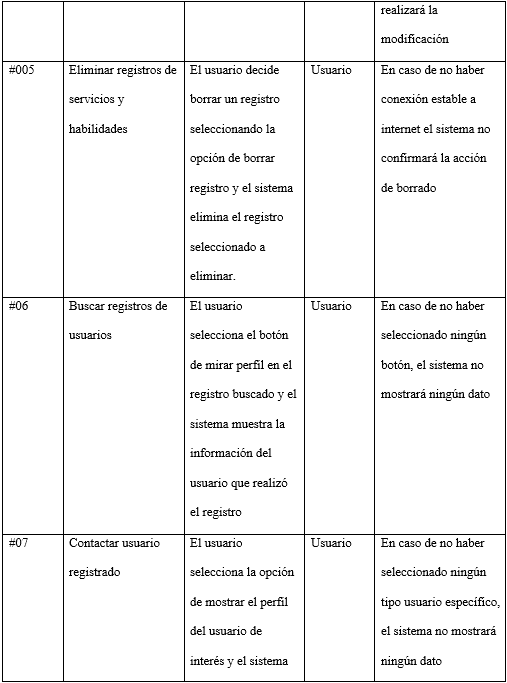 realizará la
modificación
#005
Eliminar registros de
servicios y
habilidades
El usuario decide
borrar un registro
seleccionando la
opción de borrar
registro y el sistema
elimina el registro
seleccionado a
eliminar.
Usuario
En caso de no haber
conexión estable a
internet el sistema no
confirmará la acción
de borrado
#06
Buscar registros de
usuarios
El usuario
selecciona el botón
de mirar perfil en el
registro buscado y el
sistema muestra la
información del
usuario que realizó
el registro
Usuario
En caso de no haber
seleccionado ningún
botón, el sistema no
mostrará ningún dato
#07
Contactar usuario
registrado
El usuario
selecciona la opción
de mostrar el perfil
del usuario de
interés y el sistema
Usuario
En caso de no haber
seleccionado ningún
tipo usuario específico,
el sistema no mostrará
ningún dato